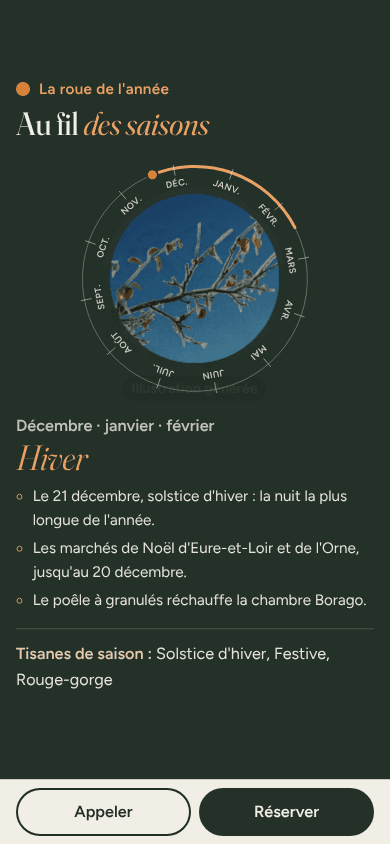 La roue de l'année
Au fil des saisons
DÉC.
JANV.
FÉVR.
MARS
AVR.
MAI
JUIN
JUIL.
AOÛT
SEPT.
OCT.
NOV.
Illustration générée
Décembre · janvier · février
Hiver
Le 21 décembre, solstice d'hiver : la nuit la plus
longue de l'année.
Les marchés de Noël d'Eure-et-Loir et de l'Orne,
jusqu'au 20 décembre.
Le poêle à granulés réchauffe la chambre Borago.
Tisanes de saison : Solstice d'hiver, Festive,
Rouge-gorge
Appeler
Réserver